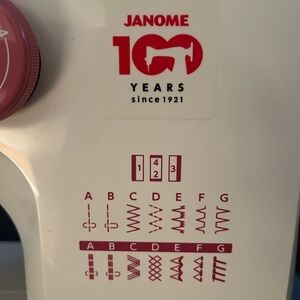 JANOME
100
YEARS
since 1921
1 4 2 3
A B C D E F G
A B C D E F G